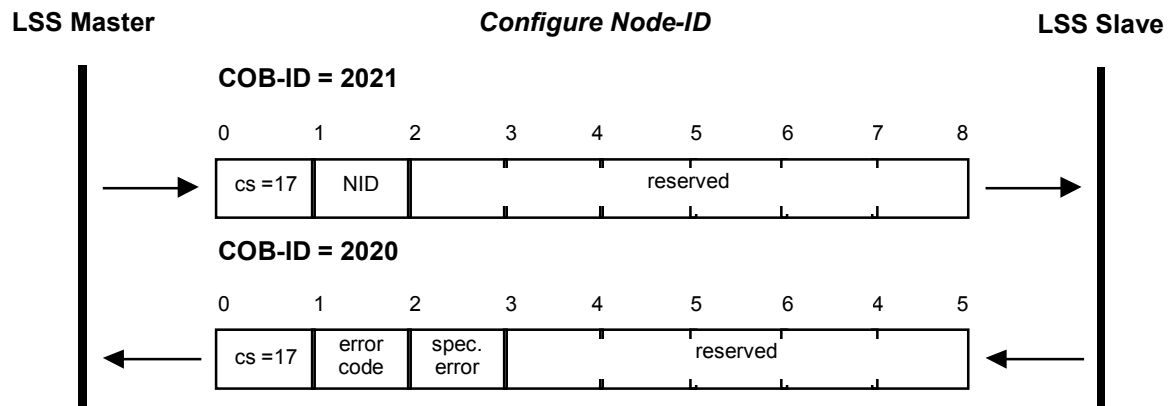 LSS Master Configure Node-ID LSS Slave
COB-ID = 2021
0 1 2 3 4 5 6 7 8
cs =17 NID reserved
COB-ID = 2020
0 1 2 3 4 5 6 4 5
cs =17 error code spec. error reserved